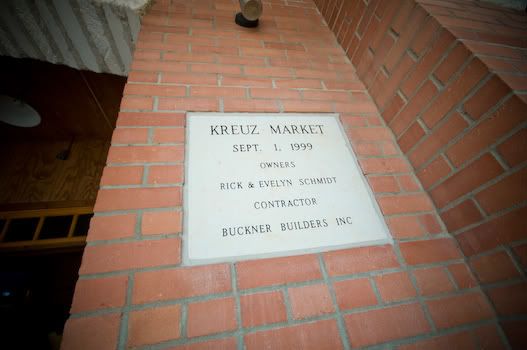 KREUZ MARKET
SEPT. 1, 1999
OWNERS
RICK & EVELYN SCHMIDT
CONTRACTOR
BUCKNER BUILDERS INC